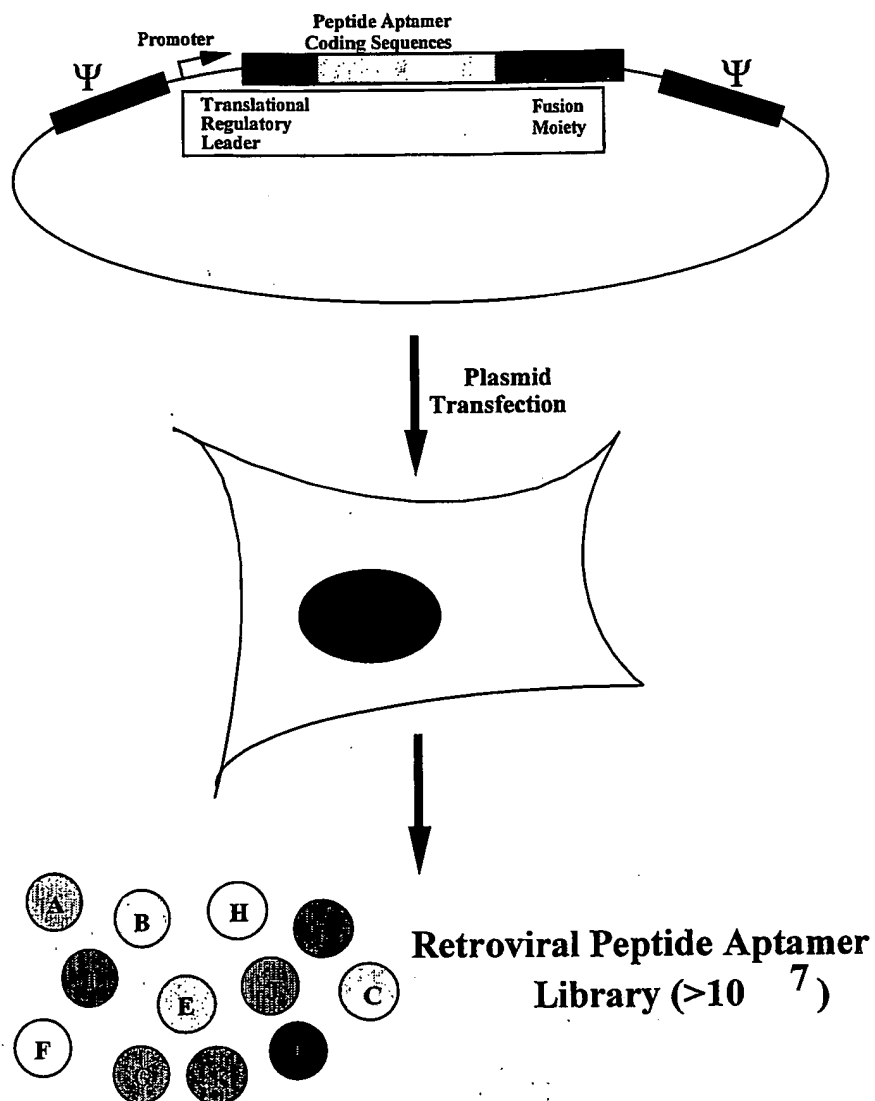 Peptide Aptamer
Coding Sequences
Promoter
Ψ
Ψ
Translational
Regulatory
Leader
Fusion
Moiety
Plasmid
Transfection
A
B
H
E
C
F
Retroviral Peptide Aptamer
Library (>10 7)